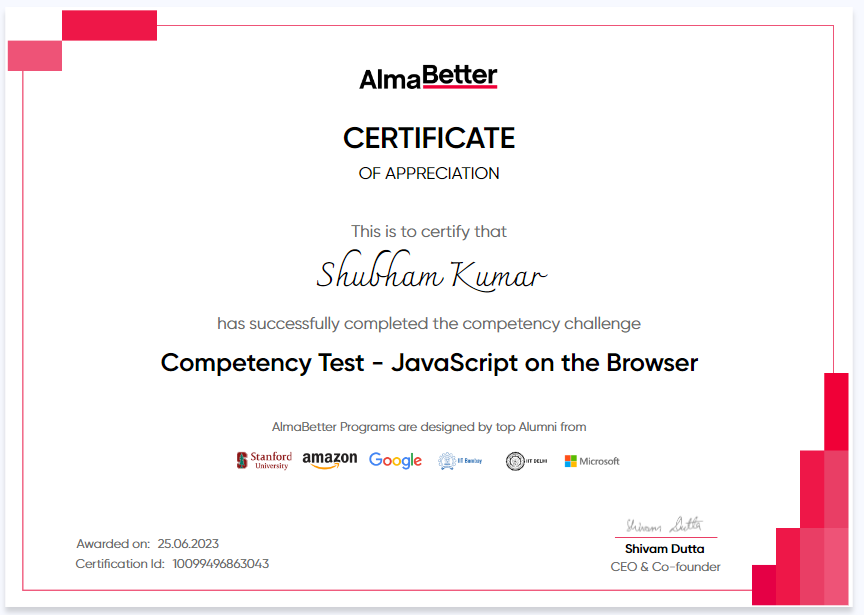 AlmaBetter
CERTIFICATE
OF APPRECIATION
This is to certify that
Shubham Kumar
has successfully completed the competency challenge
Competency Test - JavaScript on the Browser
AlmaBetter Programs are designed by top Alumni from
Stanford University amazon Google IIT Bombay IIT DELHI Microsoft
Shivam Dutta
Awarded on: 25.06.2023
Shivam Dutta
Certification Id: 10099496863043
CEO & Co-founder